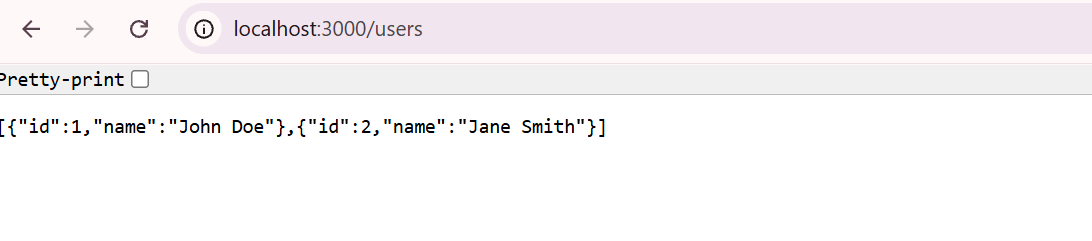 localhost:3000/users
Pretty-print
[{"id":1,"name":"John Doe"},{"id":2,"name":"Jane Smith"}]